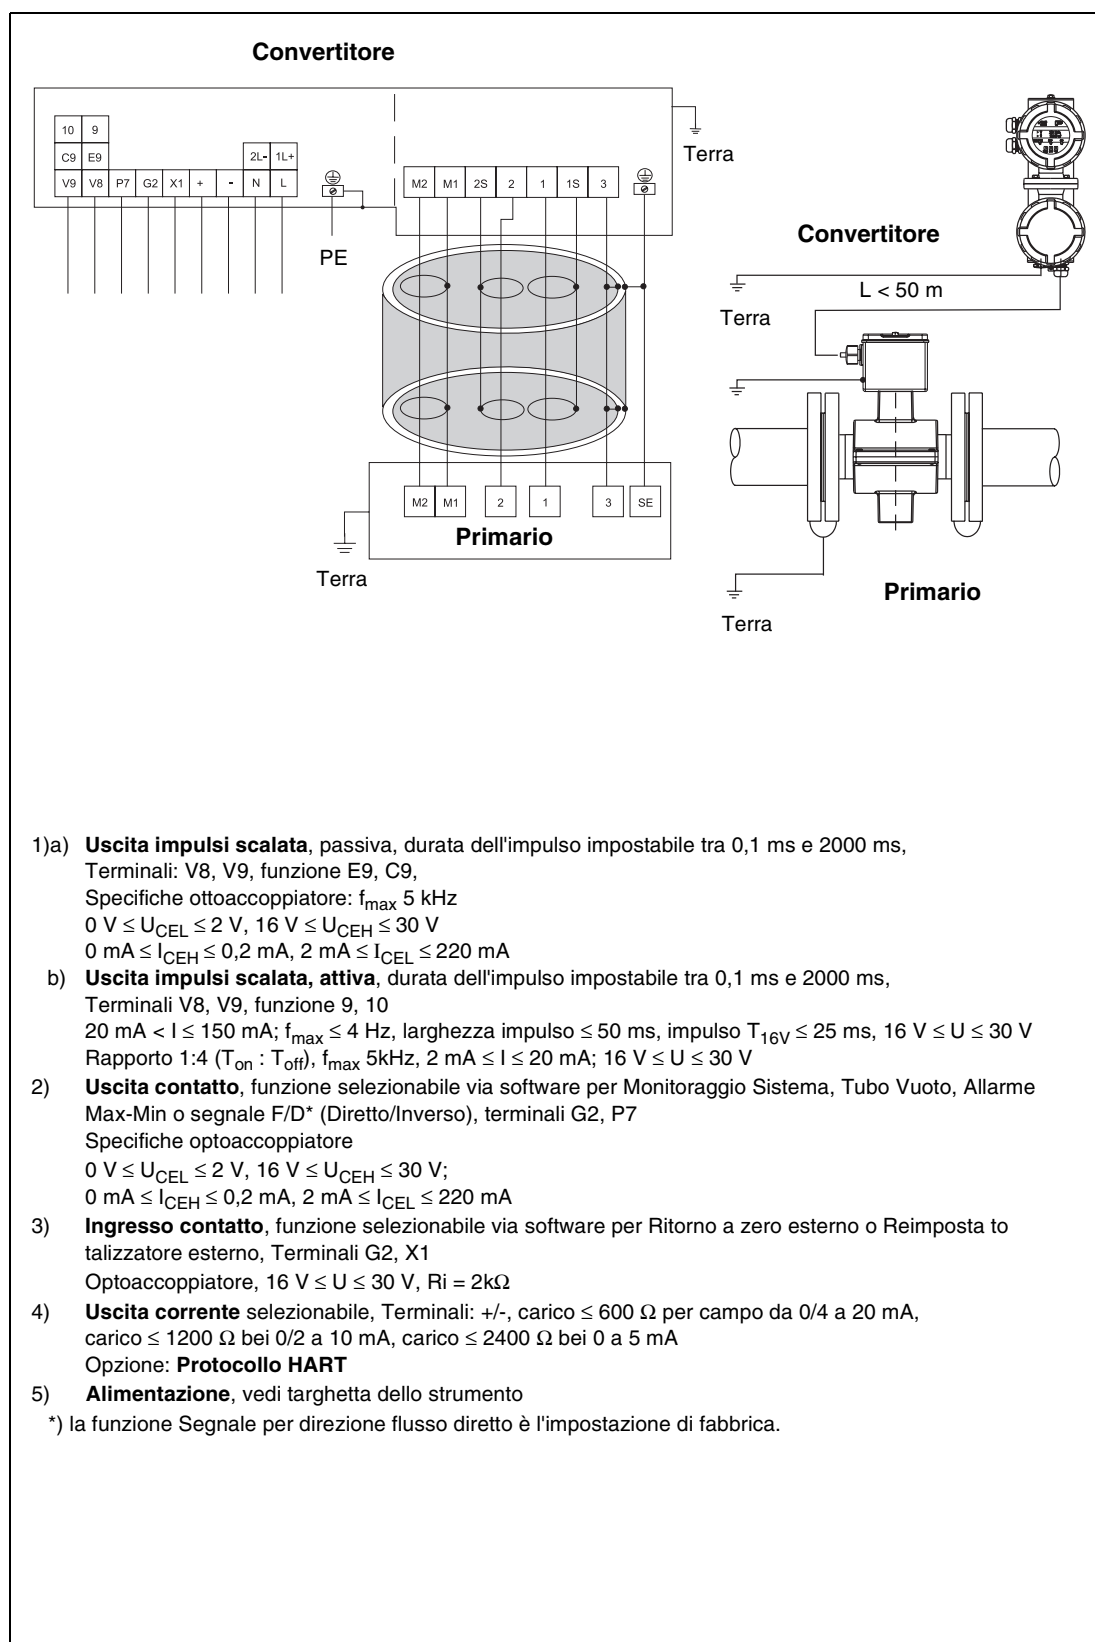 Convertitore
10 9
C9 E9 2L- 1L+
V9 V8 P7 G2 X1 + - N L
PE
M2 M1 2S 2 1 1S 3
Terra
M2 M1 2 1 3 SE
Primario
Terra
Convertitore
L < 50 m
Terra
Primario
Terra
1)a) Uscita impulsi scalata, passiva, durata dell'impulso impostabile tra 0,1 ms e 2000 ms,
Terminali: V8, V9, funzione E9, C9,
Specifiche ottoaccoppiatore: fmax 5 kHz
0 V ≤ UCEL ≤ 2 V, 16 V ≤ UCEH ≤ 30 V
0 mA ≤ ICEH ≤ 0,2 mA, 2 mA ≤ ICEL ≤ 220 mA
b) Uscita impulsi scalata, attiva, durata dell'impulso impostabile tra 0,1 ms e 2000 ms,
Terminali V8, V9, funzione 9, 10
20 mA < I ≤ 150 mA; fmax ≤ 4 Hz, larghezza impulso ≤ 50 ms, impulso T16V ≤ 25 ms, 16 V ≤ U ≤ 30 V
Rapporto 1:4 (Ton : Toff), fmax 5kHz, 2 mA ≤ I ≤ 20 mA; 16 V ≤ U ≤ 30 V
2) Uscita contatto, funzione selezionabile via software per Monitoraggio Sistema, Tubo Vuoto, Allarme
Max-Min o segnale F/D* (Diretto/Inverso), terminali G2, P7
Specifiche optoaccoppiatore
0 V ≤ UCEL ≤ 2 V, 16 V ≤ UCEH ≤ 30 V;
0 mA ≤ ICEH ≤ 0,2 mA, 2 mA ≤ ICEL ≤ 220 mA
3) Ingresso contatto, funzione selezionabile via software per Ritorno a zero esterno o Reimposta to
talizzatore esterno, Terminali G2, X1
Optoaccoppiatore, 16 V ≤ U ≤ 30 V, Ri = 2kΩ
4) Uscita corrente selezionabile, Terminali: +/-, carico ≤ 600 Ω per campo da 0/4 a 20 mA,
carico ≤ 1200 Ω bei 0/2 a 10 mA, carico ≤ 2400 Ω bei 0 a 5 mA
Opzione: Protocollo HART
5) Alimentazione, vedi targhetta dello strumento
*) la funzione Segnale per direzione flusso diretto è l'impostazione di fabbrica.